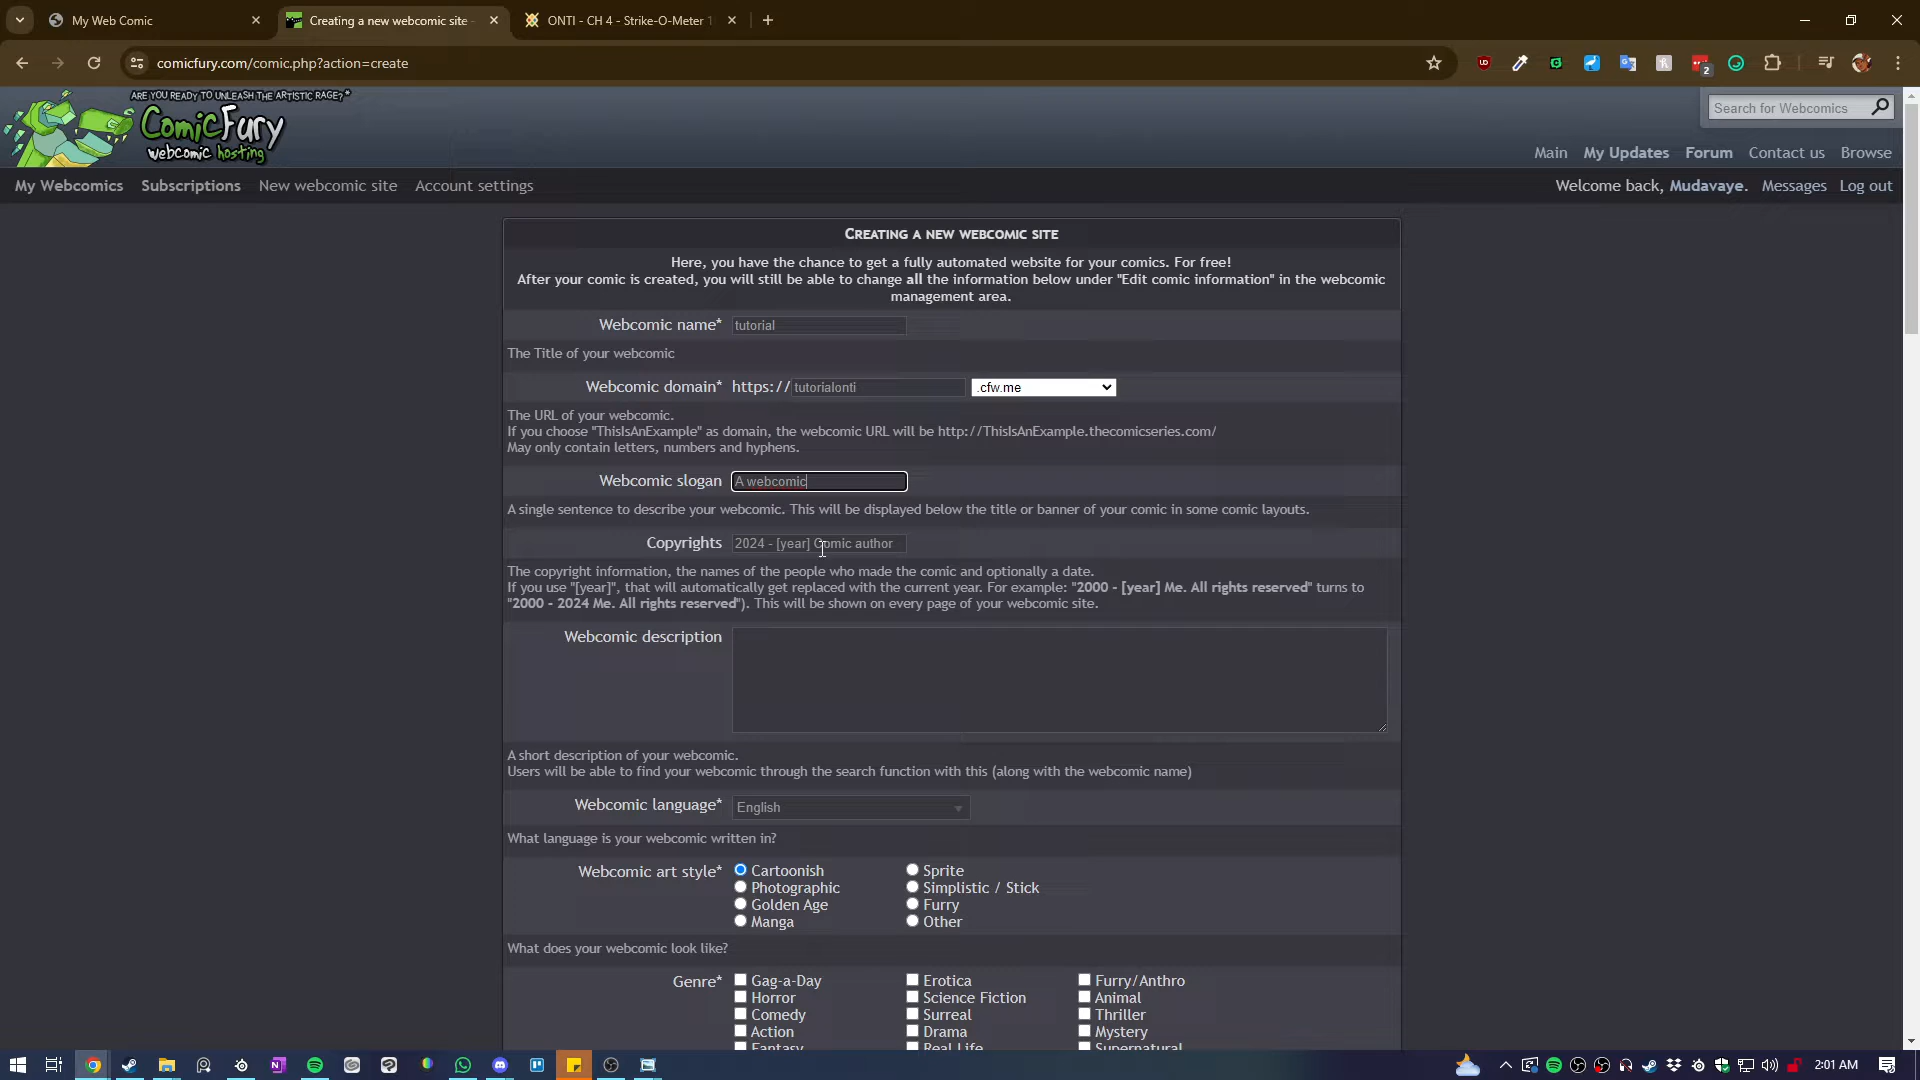 My Web Comic
Creating a new webcomic site -
ONTI - CH 4 - Strike-O-Meter 1
comicfury.com/comic.php?action=create
2
ARE YOU READY TO UNLEASH THE ARTISTIC RAGE?*
ComicFury
webcomic hosting
Search for Webcomics
Main
My Updates
Forum
Contact us
Browse
My Webcomics
Subscriptions
New webcomic site
Account settings
Welcome back, Mudavaye.
Messages
Log out
CREATING A NEW WEBCOMIC SITE
Here, you have the chance to get a fully automated website for your comics. For free!
After your comic is created, you will still be able to change all the information below under "Edit comic information" in the webcomic
management area.
Webcomic name*
tutorial
The Title of your webcomic
Webcomic domain*
https://
tutorialonti
.cfw.me
The URL of your webcomic.
If you choose "ThisIsAnExample" as domain, the webcomic URL will be http://ThisIsAnExample.thecomicseries.com/
May only contain letters, numbers and hyphens.
Webcomic slogan
A webcomic
A single sentence to describe your webcomic. This will be displayed below the title or banner of your comic in some comic layouts.
Copyrights
2024 - [year] Comic author
The copyright information, the names of the people who made the comic and optionally a date.
If you use "[year]", that will automatically get replaced with the current year. For example: "2000 - [year] Me. All rights reserved" turns to
"2000 - 2024 Me. All rights reserved"). This will be shown on every page of your webcomic site.
Webcomic description
A short description of your webcomic.
Users will be able to find your webcomic through the search function with this (along with the webcomic name)
Webcomic language*
English
What language is your webcomic written in?
Webcomic art style*
Cartoonish
Sprite
Photographic
Simplistic / Stick
Golden Age
Furry
Manga
Other
What does your webcomic look like?
Genre*
Gag-a-Day
Erotica
Furry/Anthro
Horror
Science Fiction
Animal
Comedy
Surreal
Thriller
Action
Drama
Mystery
Fantasy
Real Life
Supernatural
2:01 AM